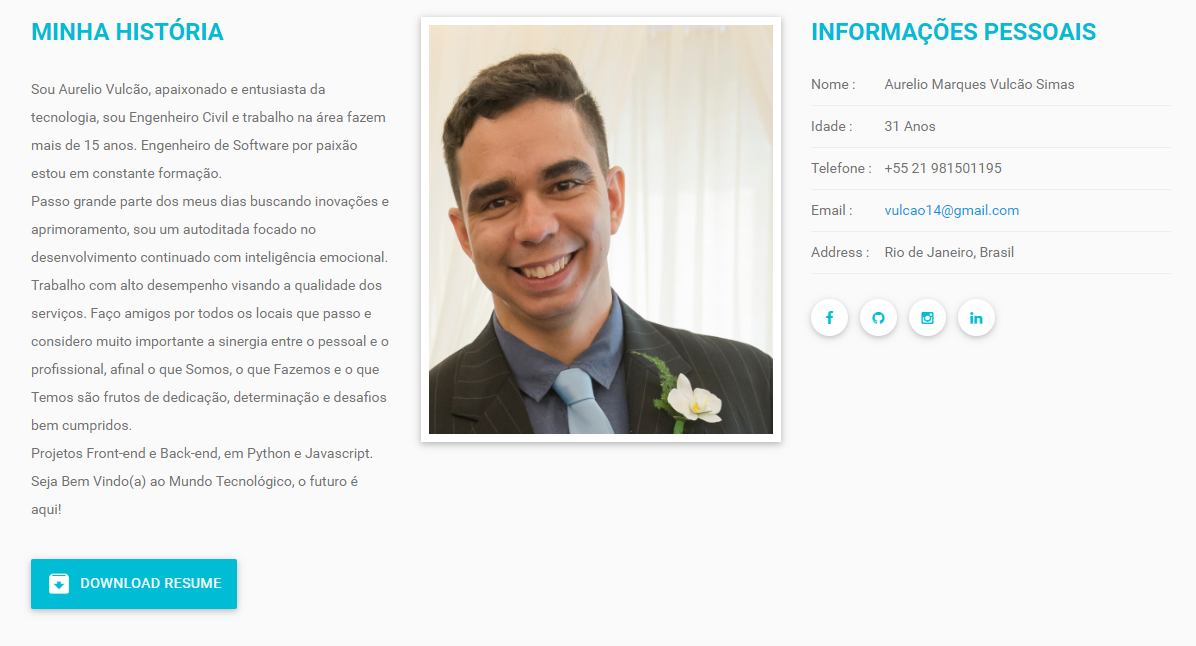 MINHA HISTÓRIA
Sou Aurelio Vulcão, apaixonado e entusiasta da
tecnologia, sou Engenheiro Civil e trabalho na área fazem
mais de 15 anos. Engenheiro de Software por paixão
estou em constante formação.
Passo grande parte dos meus dias buscando inovações e
aprimoramento, sou um autoditada focado no
desenvolvimento continuado com inteligência emocional.
Trabalho com alto desempenho visando a qualidade dos
serviços. Faço amigos por todos os locais que passo e
considero muito importante a sinergia entre o pessoal e o
profissional, afinal o que Somos, o que Fazemos e o que
Temos são frutos de dedicação, determinação e desafios
bem cumpridos.
Projetos Front-end e Back-end, em Python e Javascript.
Seja Bem Vindo(a) ao Mundo Tecnológico, o futuro é
aqui!
DOWNLOAD RESUME
INFORMAÇÕES PESSOAIS
Nome : Aurelio Marques Vulcão Simas
Idade : 31 Anos
Telefone : +55 21 981501195
Email : vulcao14@gmail.com
Address : Rio de Janeiro, Brasil